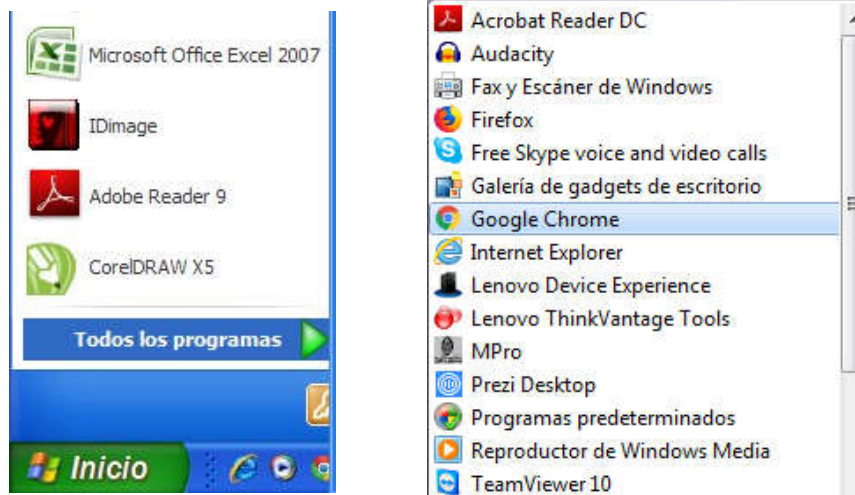 Microsoft Office Excel 2007
IDimage
Adobe Reader 9
CorelDRAW X5
Todos los programas
Inicio
Acrobat Reader DC
Audacity
Fax y Escáner de Windows
Firefox
Free Skype voice and video calls
Galería de gadgets de escritorio
Google Chrome
Internet Explorer
Lenovo Device Experience
Lenovo ThinkVantage Tools
MPro
Prezi Desktop
Programas predeterminados
Reproductor de Windows Media
TeamViewer 10